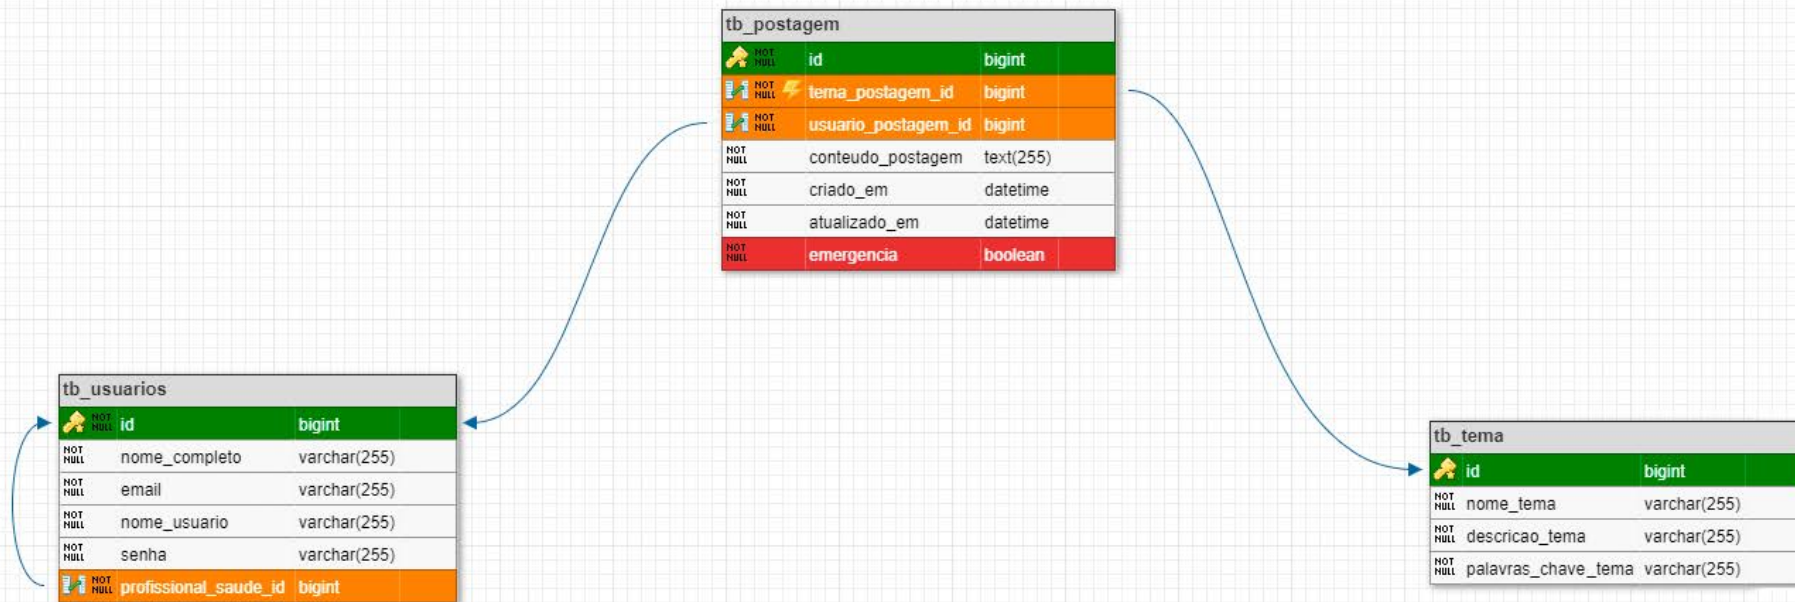 tb_postagem
NOT NULL id bigint
NOT NULL tema_postagem_id bigint
NOT NULL usuario_postagem_id bigint
NOT NULL conteudo_postagem text(255)
NOT NULL criado_em datetime
NOT NULL atualizado_em datetime
NOT NULL emergencia boolean
tb_usuarios
NOT NULL id bigint
NOT NULL nome_completo varchar(255)
NOT NULL email varchar(255)
NOT NULL nome_usuario varchar(255)
NOT NULL senha varchar(255)
NOT NULL profissional_saude_id bigint
tb_tema
id bigint
NOT NULL nome_tema varchar(255)
NOT NULL descricao_tema varchar(255)
NOT NULL palavras_chave_tema varchar(255)